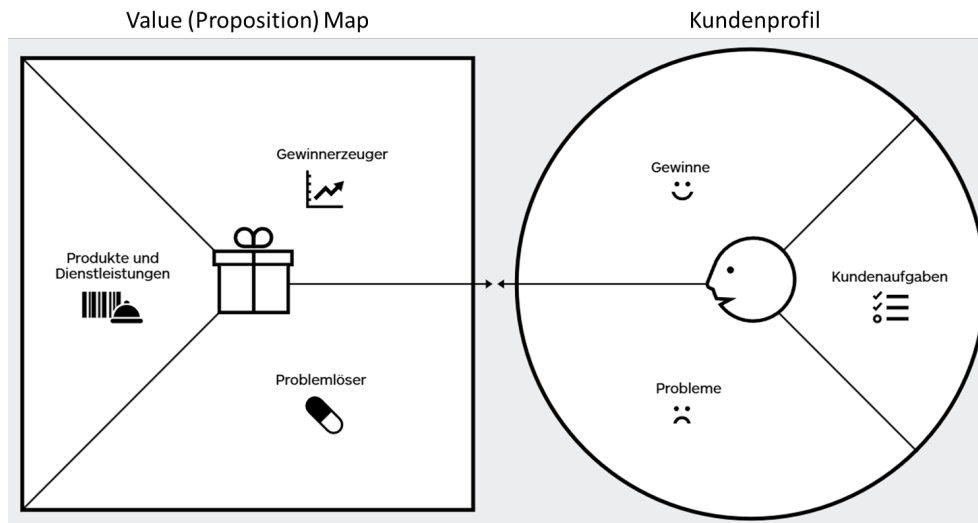 Value (Proposition) Map
Kundenprofil
Gewinnerzeuger
Produkte und
Dienstleistungen
Problemlöser
Gewinne
Kundenaufgaben
Probleme